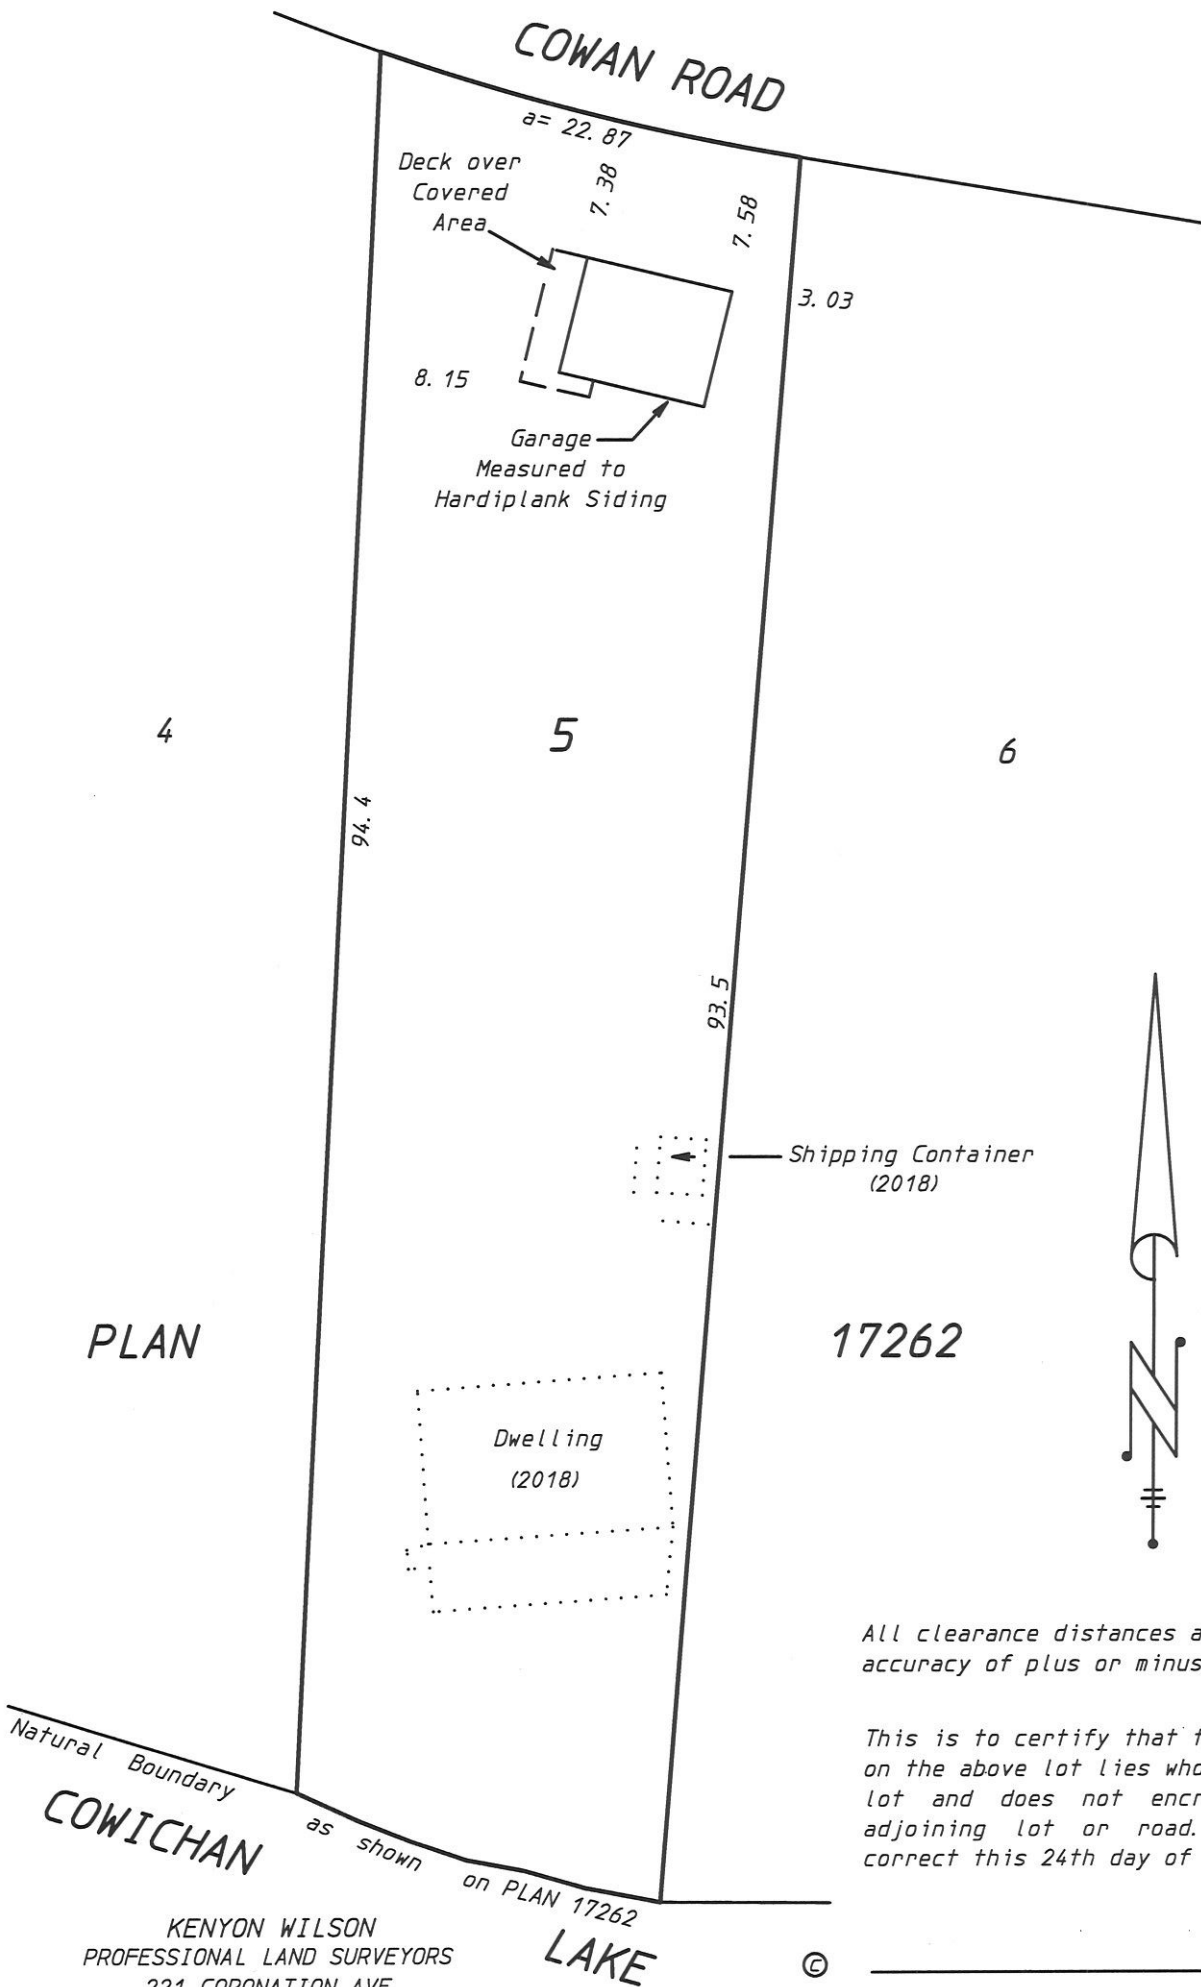 COWAN ROAD
a= 22.87
Deck over
Covered
Area
7.38
7.58
3.03
8.15
Garage
Measured to
Hardiplank Siding
4
5
6
94.4
93.5
Shipping Container
(2018)
PLAN
17262
Dwelling
(2018)
N
All clearance distances a
accuracy of plus or minus
This is to certify that t
on the above lot lies who
lot and does not encr
adjoining lot or road.
correct this 24th day of
Natural Boundary as shown on PLAN 17262
COWICHAN LAKE
KENYON WILSON
PROFESSIONAL LAND SURVEYORS
221 CORONATION AVE
©